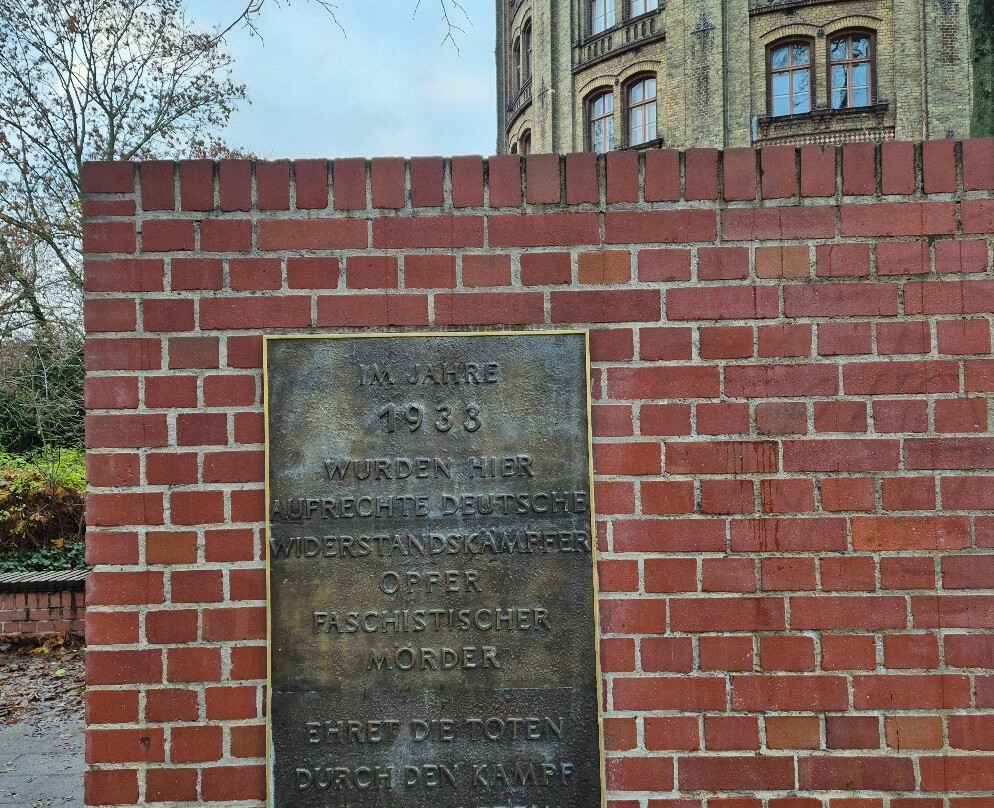 IM JAHRE
1933
WURDEN HIER
AUFRECHTE DEUTSCHE
WIDERSTANDSKÄMPFER
OPFER
FASCHISTISCHER
MÖRDER
EHRET DIE TOTEN
DURCH DEN KAMPF